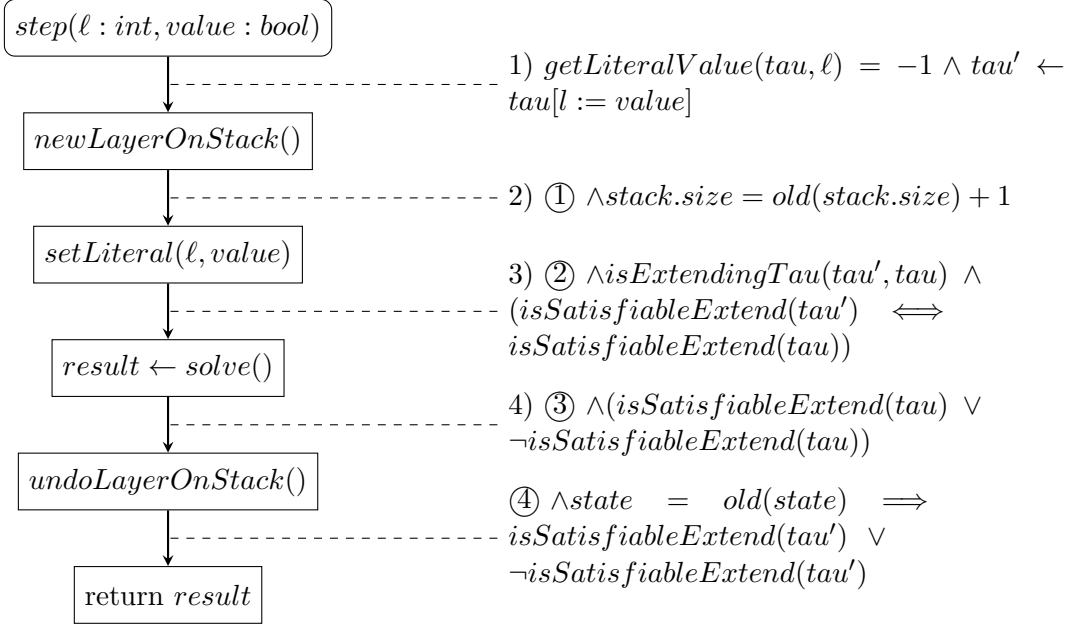 step(ℓ : int, value : bool)
1) getLiteralValue(tau, ℓ) = −1 ∧ tau′ ←
tau[l := value]
newLayerOnStack()
2) ① ∧stack.size = old(stack.size) + 1
setLiteral(ℓ, value)
3) ② ∧isExtendingTau(tau′, tau) ∧
(isSatisfiableExtend(tau′) ⟺
isSatisfiableExtend(tau))
result ← solve()
4) ③ ∧(isSatisfiableExtend(tau) ∨
¬isSatisfiableExtend(tau))
undoLayerOnStack()
④ ∧state = old(state) ⟹
isSatisfiableExtend(tau′) ∨
¬isSatisfiableExtend(tau′)
return result